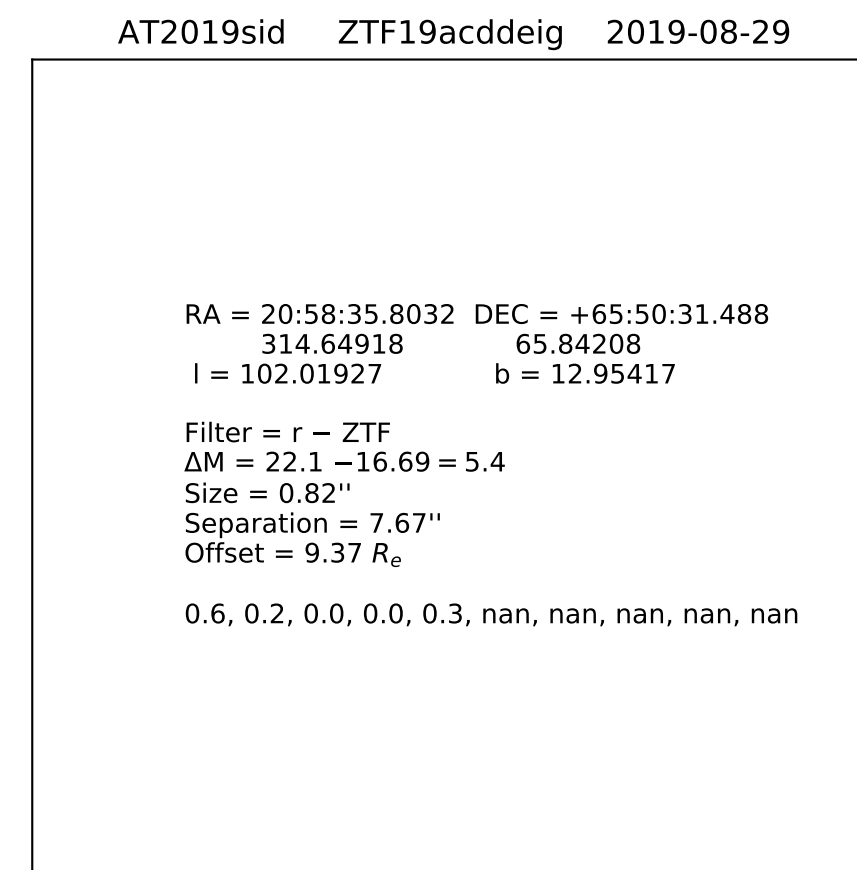 AT2019sid ZTF19acddeig 2019-08-29
RA = 20:58:35.8032 DEC = +65:50:31.488
314.64918 65.84208
l = 102.01927 b = 12.95417
Filter = r − ZTF
ΔM = 22.1 −16.69 = 5.4
Size = 0.82''
Separation = 7.67''
Offset = 9.37 Rₑ
0.6, 0.2, 0.0, 0.0, 0.3, nan, nan, nan, nan, nan